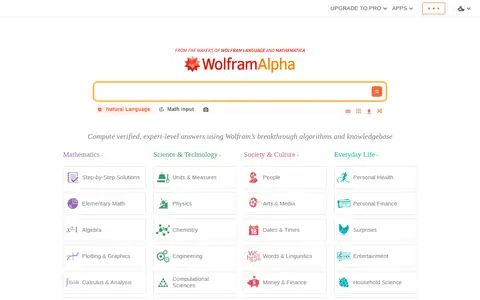 UPGRADE TO PRO APPS
FROM THE MAKERS OF WOLFRAM LANGUAGE AND MATHEMATICA
WolframAlpha
Natural Language Math Input
Compute verified, expert-level answers using Wolfram's breakthrough algorithms and knowledgebase
Mathematics › Science & Technology › Society & Culture › Everyday Life ›
Step-by-Step Solutions Units & Measures People Personal Health
Elementary Math Physics Arts & Media Personal Finance
Algebra Chemistry Dates & Times Surprises
Plotting & Graphics Engineering Words & Linguistics Entertainment
Calculus & Analysis Computational Sciences Money & Finance Household Science